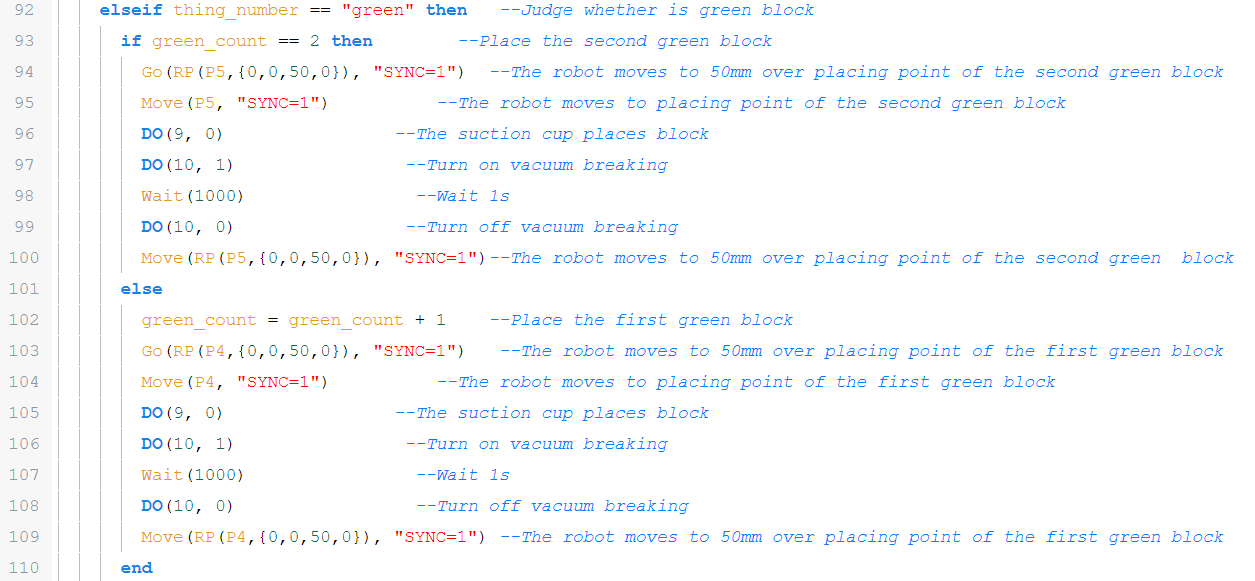 92 elseif thing_number == "green" then --Judge whether is green block
93 if green_count == 2 then --Place the second green block
94 Go(RP(P5,{0,0,50,0}), "SYNC=1") --The robot moves to 50mm over placing point of the second green block
95 Move(P5, "SYNC=1") --The robot moves to placing point of the second green block
96 DO(9, 0) --The suction cup places block
97 DO(10, 1) --Turn on vacuum breaking
98 Wait(1000) --Wait 1s
99 DO(10, 0) --Turn off vacuum breaking
100 Move(RP(P5,{0,0,50,0}), "SYNC=1")--The robot moves to 50mm over placing point of the second green block
101 else
102 green_count = green_count + 1 --Place the first green block
103 Go(RP(P4,{0,0,50,0}), "SYNC=1") --The robot moves to 50mm over placing point of the first green block
104 Move(P4, "SYNC=1") --The robot moves to placing point of the first green block
105 DO(9, 0) --The suction cup places block
106 DO(10, 1) --Turn on vacuum breaking
107 Wait(1000) --Wait 1s
108 DO(10, 0) --Turn off vacuum breaking
109 Move(RP(P4,{0,0,50,0}), "SYNC=1") --The robot moves to 50mm over placing point of the first green block
110 end